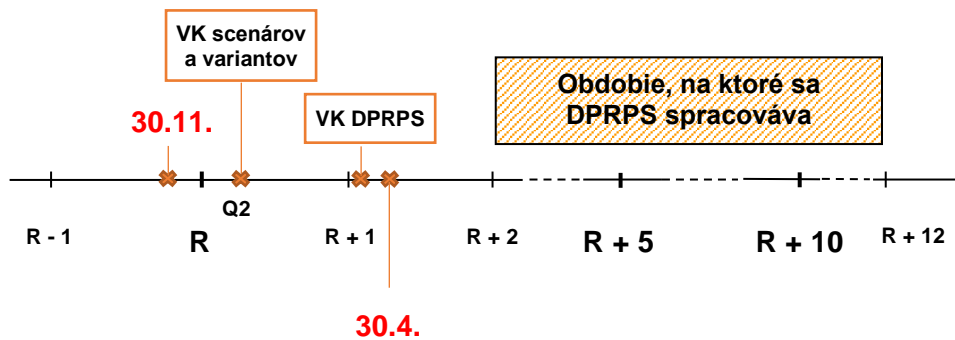 VK scenárov
a variantov
Obdobie, na ktoré sa
DPRPS spracováva
VK DPRPS
30.11.
Q2
R - 1
R
R + 1
R + 2
R + 5
R + 10
R + 12
30.4.